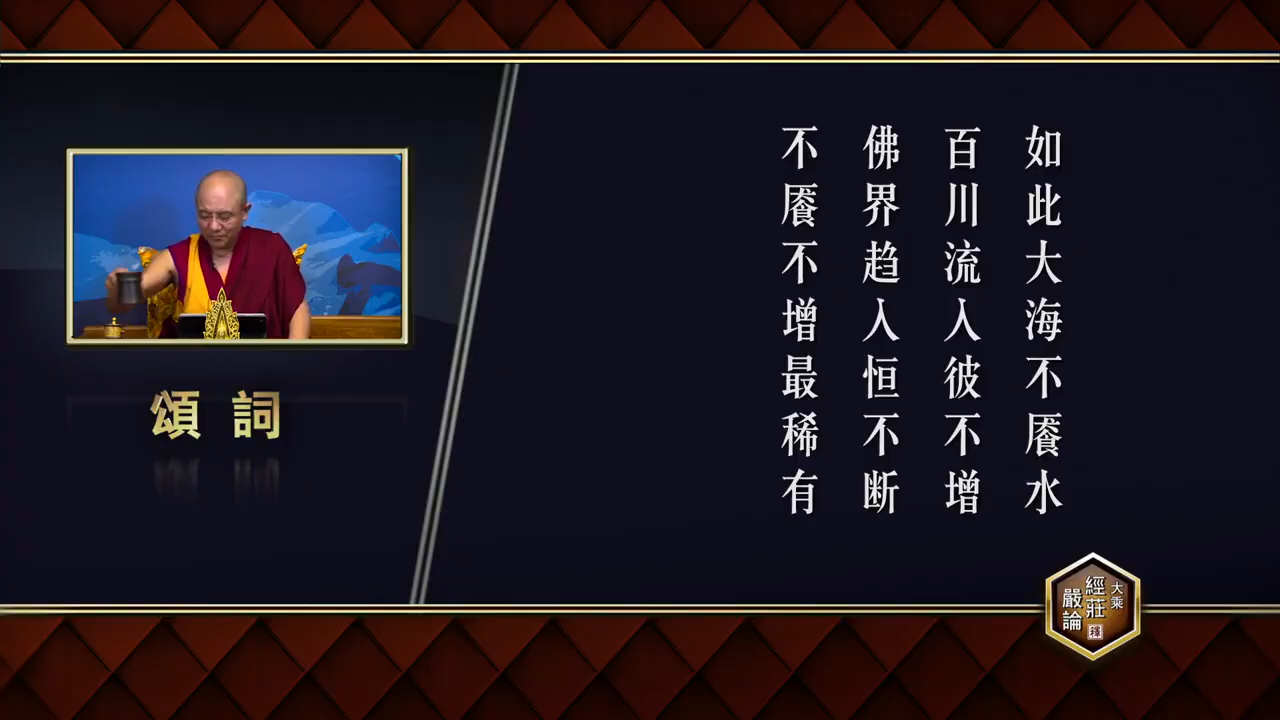 如此大海不饜水
百川流入彼不增
佛界趋入恒不断
不饜不增最稀有
頌詞
大乘
經莊
嚴論
釋